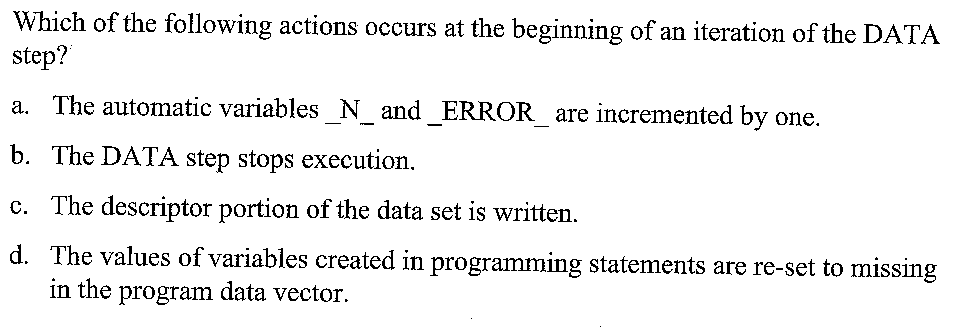 Which of the following actions occurs at the beginning of an iteration of the DATA
step?
a. The automatic variables _N_ and _ERROR_ are incremented by one.
b. The DATA step stops execution.
c. The descriptor portion of the data set is written.
d. The values of variables created in programming statements are re-set to missing
in the program data vector.